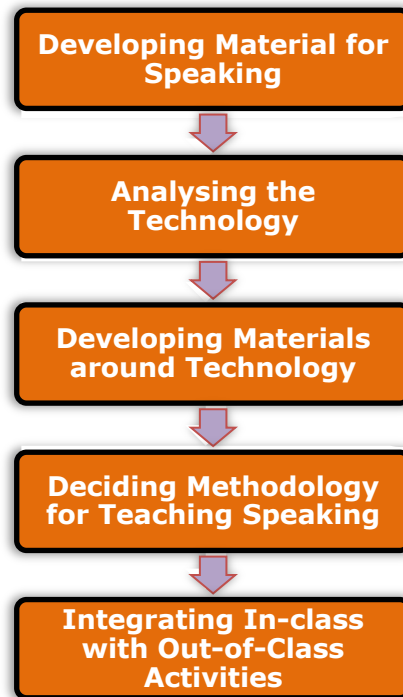 Developing Material for
Speaking
Analysing the
Technology
Developing Materials
around Technology
Deciding Methodology
for Teaching Speaking
Integrating In-class
with Out-of-Class
Activities